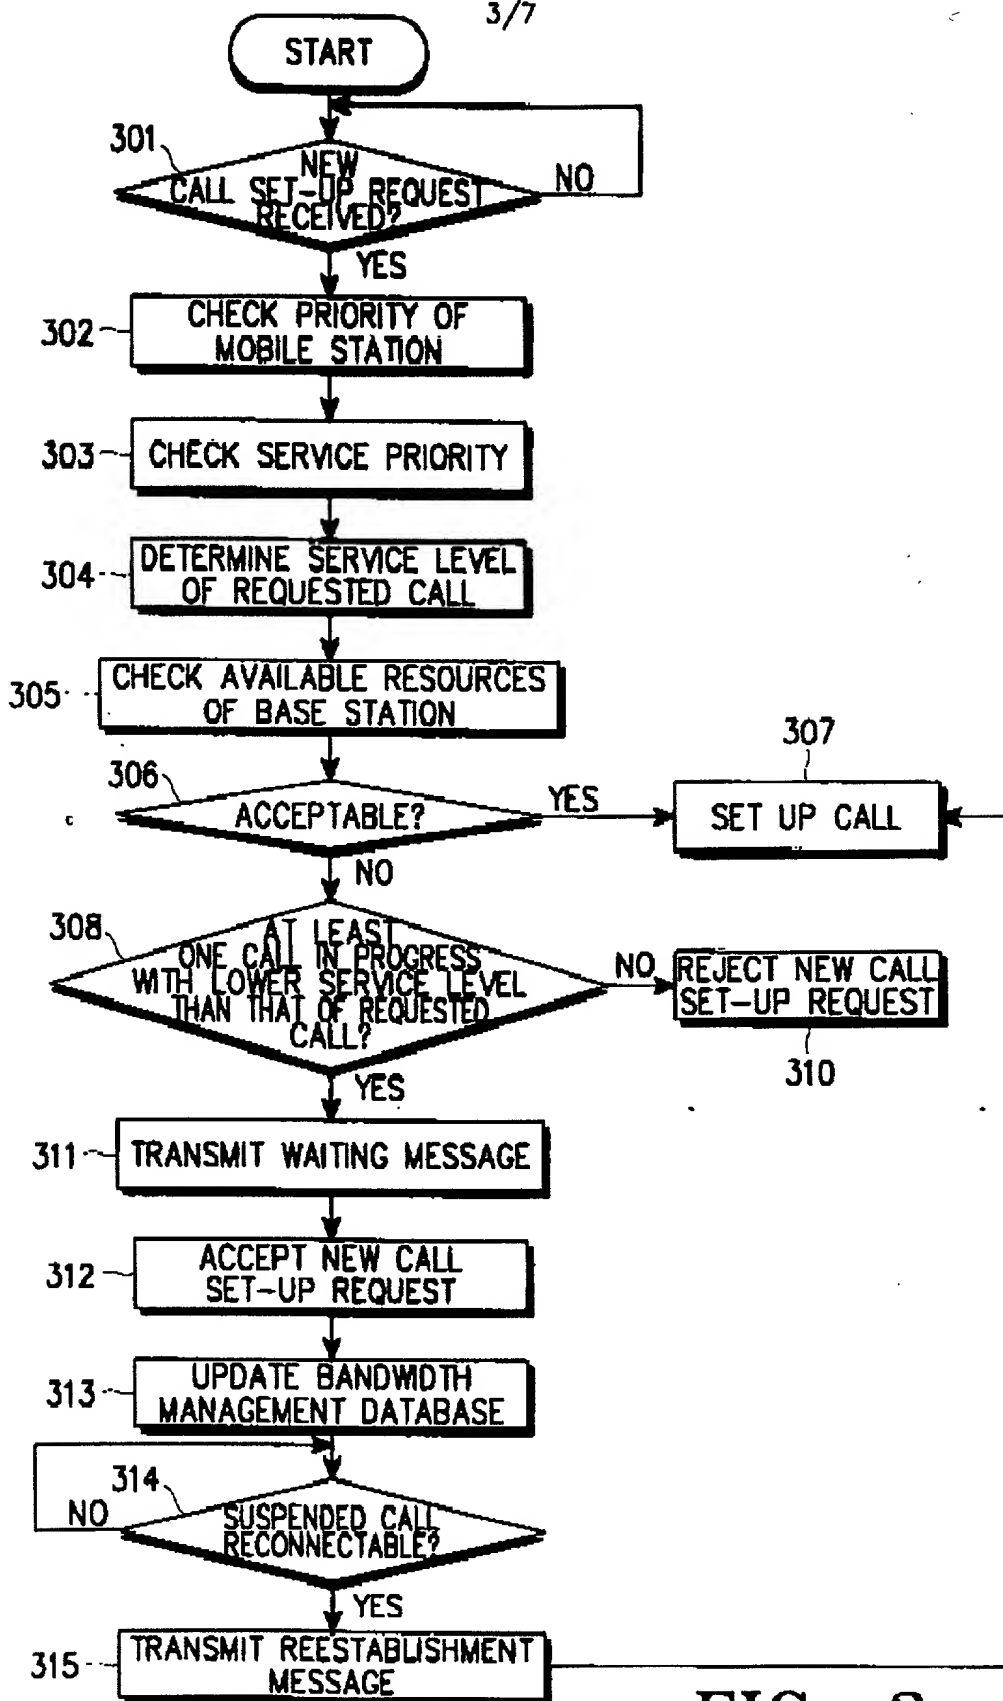 3/7
START
301
NEW
CALL SET-UP REQUEST
RECEIVED?
NO
YES
302
CHECK PRIORITY OF
MOBILE STATION
303
CHECK SERVICE PRIORITY
304
DETERMINE SERVICE LEVEL
OF REQUESTED CALL
305
CHECK AVAILABLE RESOURCES
OF BASE STATION
306
ACCEPTABLE?
YES
307
SET UP CALL
NO
308
AT LEAST
ONE CALL IN PROGRESS
WITH LOWER SERVICE LEVEL
THAN THAT OF REQUESTED
CALL?
NO
REJECT NEW CALL
SET-UP REQUEST
310
YES
311
TRANSMIT WAITING MESSAGE
312
ACCEPT NEW CALL
SET-UP REQUEST
313
UPDATE BANDWIDTH
MANAGEMENT DATABASE
314
NO
SUSPENDED CALL
RECONNECTABLE?
YES
315
TRANSMIT REESTABLISHMENT
MESSAGE